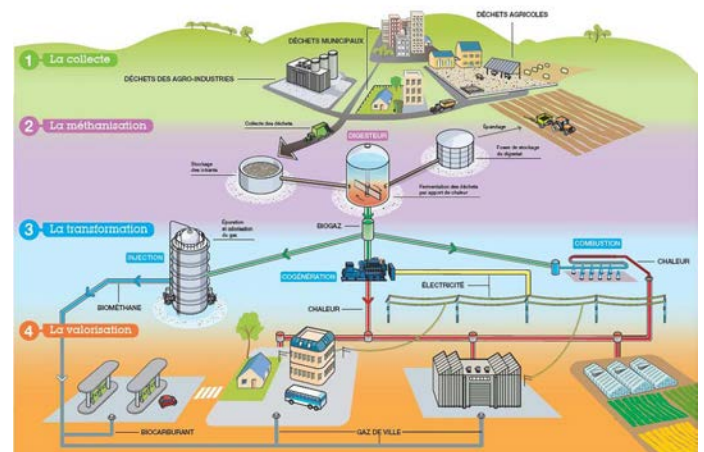 DÉCHETS AGRICOLES
DÉCHETS MUNICIPAUX
1 La collecte
DÉCHETS DES AGRO-INDUSTRIES
2 La méthanisation
Collecte des déchets
DIGESTEUR
Épandage
Fosse de stockage
du digestat
Stockage
des intrants
Fermentation des déchets
par apport de chaleur
BIOGAZ
3 La transformation
Épuration
et odorisation
du gaz
INJECTION
COMBUSTION
CHALEUR
COGÉNÉRATION
ÉLECTRICITÉ
BIOMÉTHANE
CHALEUR
4 La valorisation
BIOCARBURANT
GAZ DE VILLE